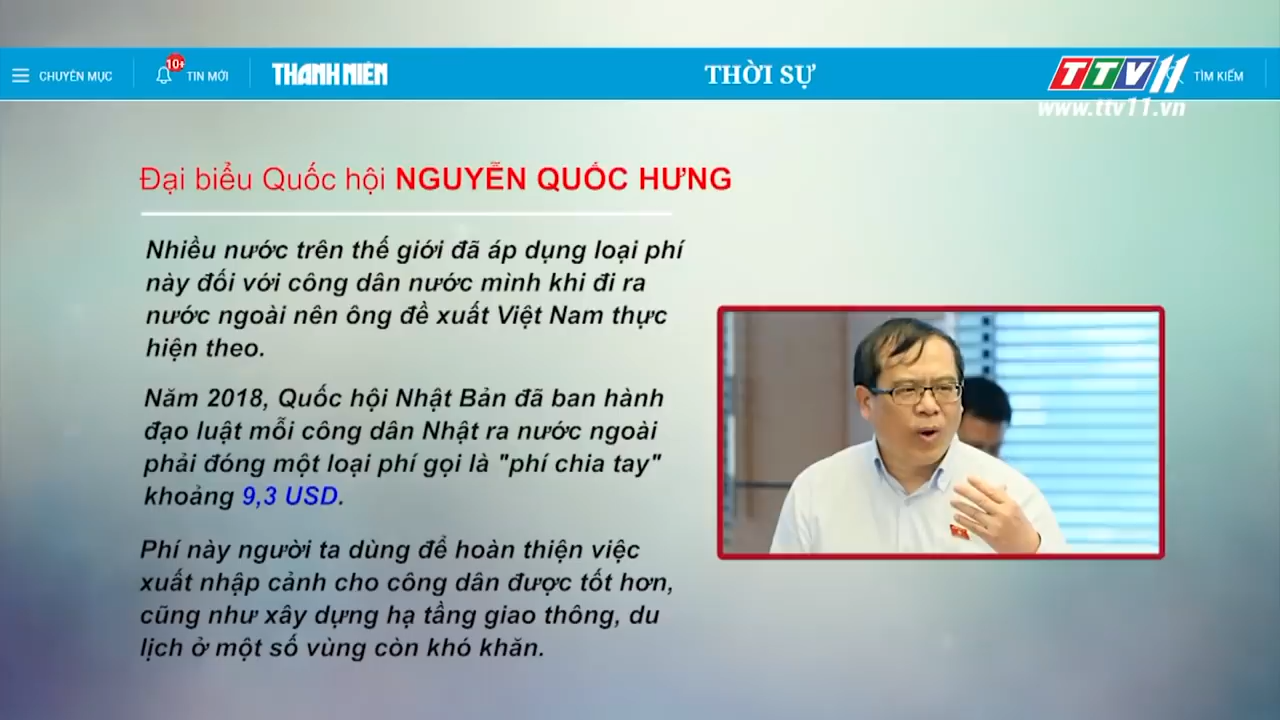 CHUYÊN MỤC
10+
TIN MỚI
THANH NIÊN
THỜI SỰ
TTV11
TÌM KIẾM
www.ttv11.vn
Đại biểu Quốc hội NGUYỄN QUỐC HƯNG
Nhiều nước trên thế giới đã áp dụng loại phí
này đối với công dân nước mình khi đi ra
nước ngoài nên ông đề xuất Việt Nam thực
hiện theo.
Năm 2018, Quốc hội Nhật Bản đã ban hành
đạo luật mỗi công dân Nhật ra nước ngoài
phải đóng một loại phí gọi là "phí chia tay"
khoảng 9,3 USD.
Phí này người ta dùng để hoàn thiện việc
xuất nhập cảnh cho công dân được tốt hơn,
cũng như xây dựng hạ tầng giao thông, du
lịch ở một số vùng còn khó khăn.